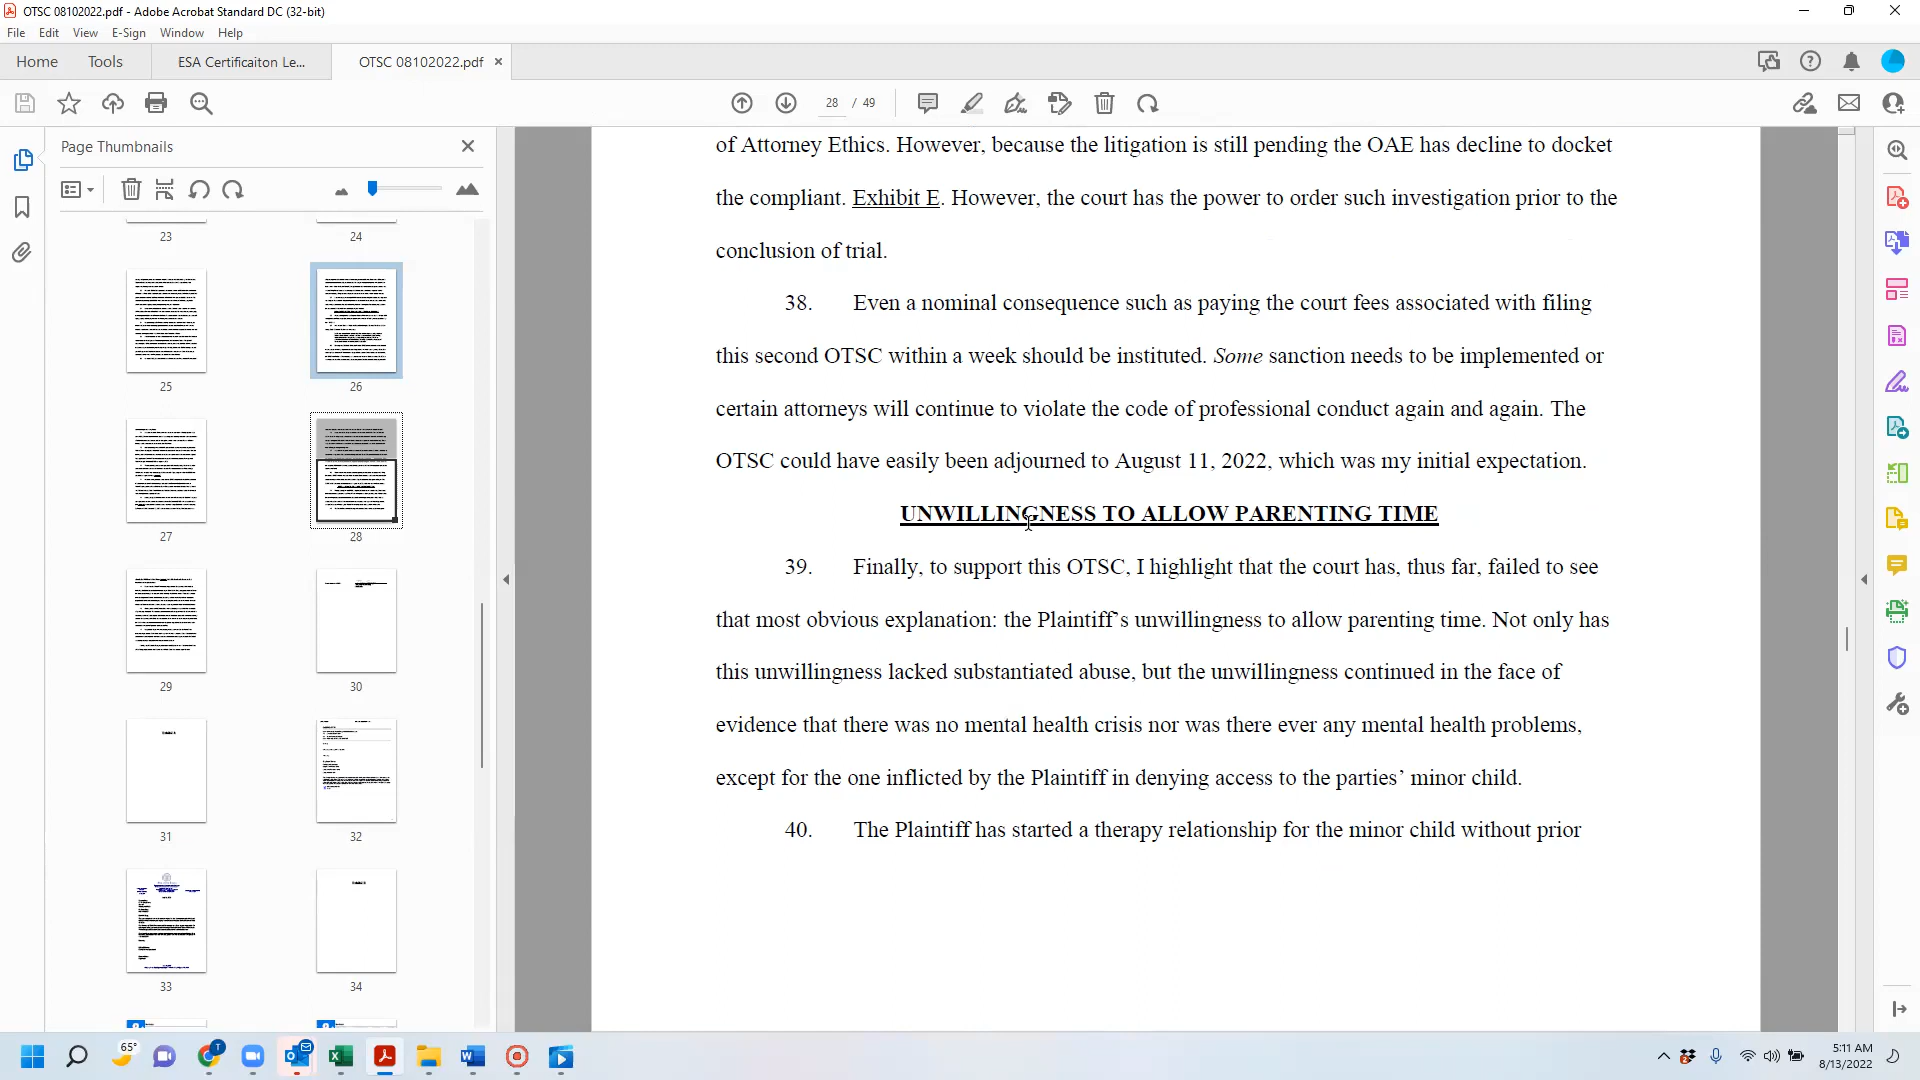 OTSC 08102022.pdf - Adobe Acrobat Standard DC (32-bit)
File Edit View E-Sign Window Help
Home Tools ESA Certificaiton Le... OTSC 08102022.pdf ×
28 / 49
Page Thumbnails
23 24
25 26
27 28
29 30
31 32
33 34
of Attorney Ethics. However, because the litigation is still pending the OAE has decline to docket
the compliant. Exhibit E. However, the court has the power to order such investigation prior to the
conclusion of trial.
38. Even a nominal consequence such as paying the court fees associated with filing
this second OTSC within a week should be instituted. Some sanction needs to be implemented or
certain attorneys will continue to violate the code of professional conduct again and again. The
OTSC could have easily been adjourned to August 11, 2022, which was my initial expectation.
UNWILLINGNESS TO ALLOW PARENTING TIME
39. Finally, to support this OTSC, I highlight that the court has, thus far, failed to see
that most obvious explanation: the Plaintiff’s unwillingness to allow parenting time. Not only has
this unwillingness lacked substantiated abuse, but the unwillingness continued in the face of
evidence that there was no mental health crisis nor was there ever any mental health problems,
except for the one inflicted by the Plaintiff in denying access to the parties’ minor child.
40. The Plaintiff has started a therapy relationship for the minor child without prior
65°
5:11 AM
8/13/2022